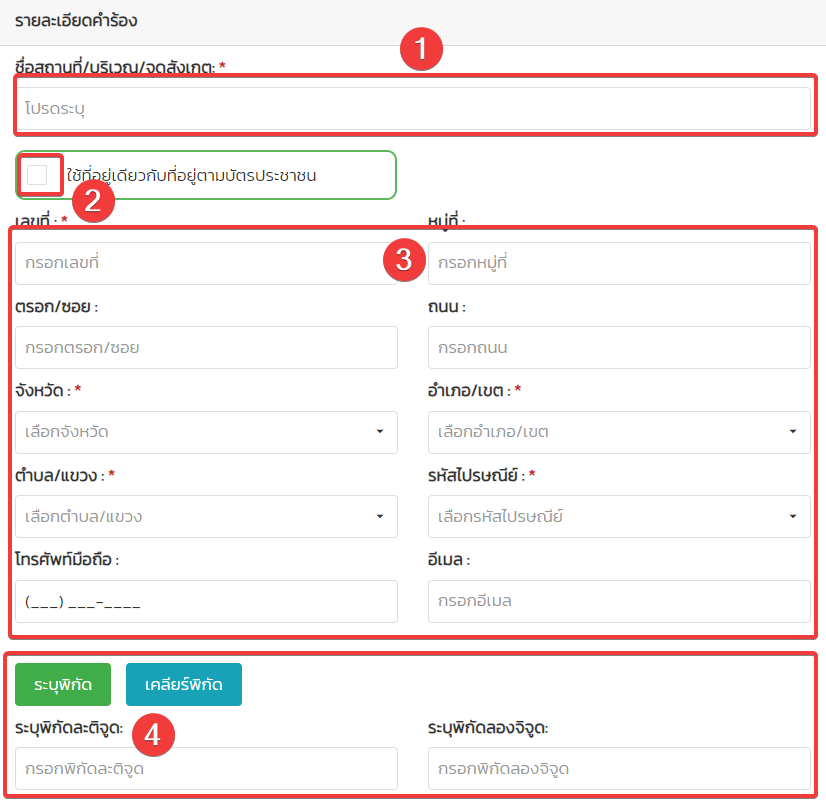 รายละเอียดคำร้อง
1
ชื่อสถานที่/บริเวณ/จุดสังเกต: *
โปรดระบุ
ใช้ที่อยู่เดียวกับที่อยู่ตามบัตรประชาชน
2
เลขที่ : * หมู่ที่ :
กรอกเลขที่ 3 กรอกหมู่ที่
ตรอก/ซอย : ถนน :
กรอกตรอก/ซอย กรอกถนน
จังหวัด : * อำเภอ/เขต : *
เลือกจังหวัด เลือกอำเภอ/เขต
ตำบล/แขวง : * รหัสไปรษณีย์ : *
เลือกตำบล/แขวง เลือกรหัสไปรษณีย์
โทรศัพท์มือถือ : อีเมล :
(___) ___-____ กรอกอีเมล
ระบุพิกัด เคลียร์พิกัด
ระบุพิกัดละติจูด: 4 ระบุพิกัดลองจิจูด:
กรอกพิกัดละติจูด กรอกพิกัดลองจิจูด